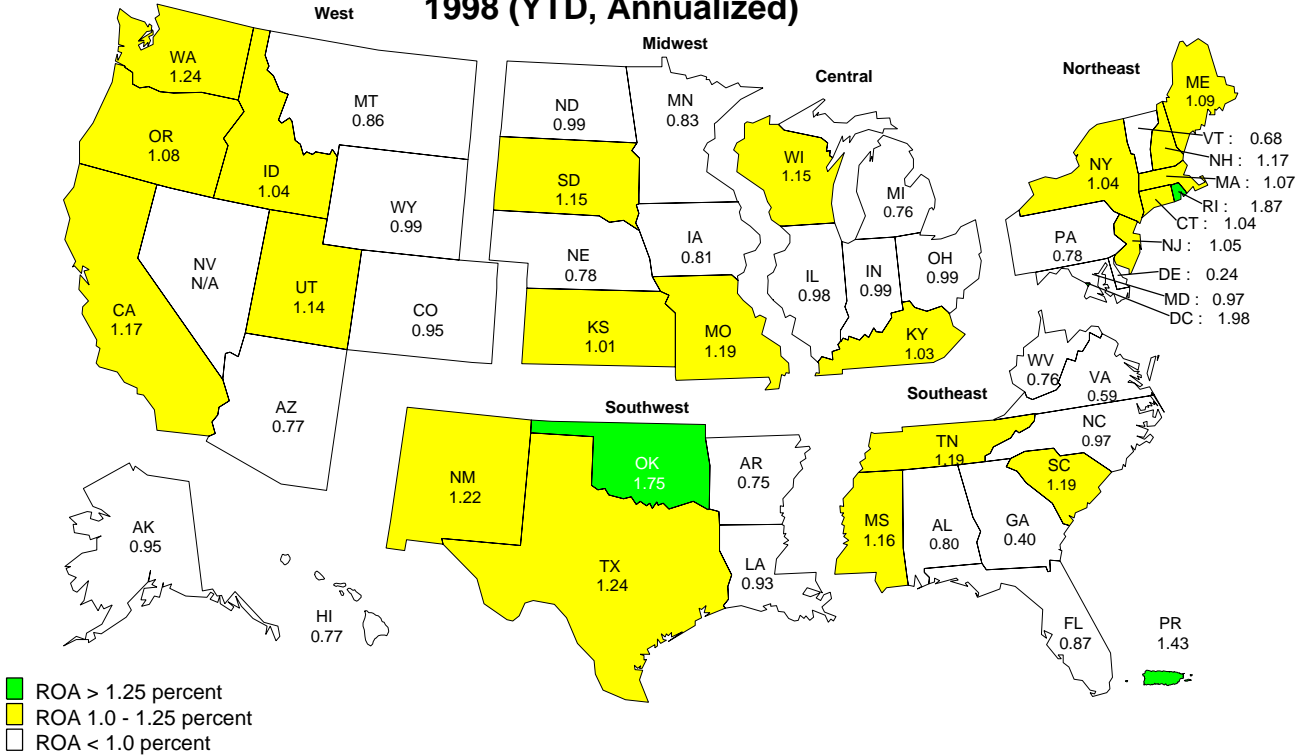 1998 (YTD, Annualized)
West
Midwest
Central
Northeast
WA
1.24
OR
1.08
ID
1.04
MT
0.86
WY
0.99
NV
N/A
UT
1.14
CO
0.95
CA
1.17
AZ
0.77
AK
0.95
HI
0.77
ND
0.99
MN
0.83
SD
1.15
NE
0.78
IA
0.81
KS
1.01
MO
1.19
WI
1.15
MI
0.76
IL
0.98
IN
0.99
OH
0.99
KY
1.03
ME
1.09
NY
1.04
PA
0.78
VT : 0.68
NH : 1.17
MA : 1.07
RI : 1.87
CT : 1.04
NJ : 1.05
DE : 0.24
MD : 0.97
DC : 1.98
Southwest
NM
1.22
OK
1.75
AR
0.75
TX
1.24
LA
0.93
Southeast
WV
0.76
VA
0.59
NC
0.97
TN
1.19
SC
1.19
MS
1.16
AL
0.80
GA
0.40
FL
0.87
PR
1.43
ROA > 1.25 percent
ROA 1.0 - 1.25 percent
ROA < 1.0 percent